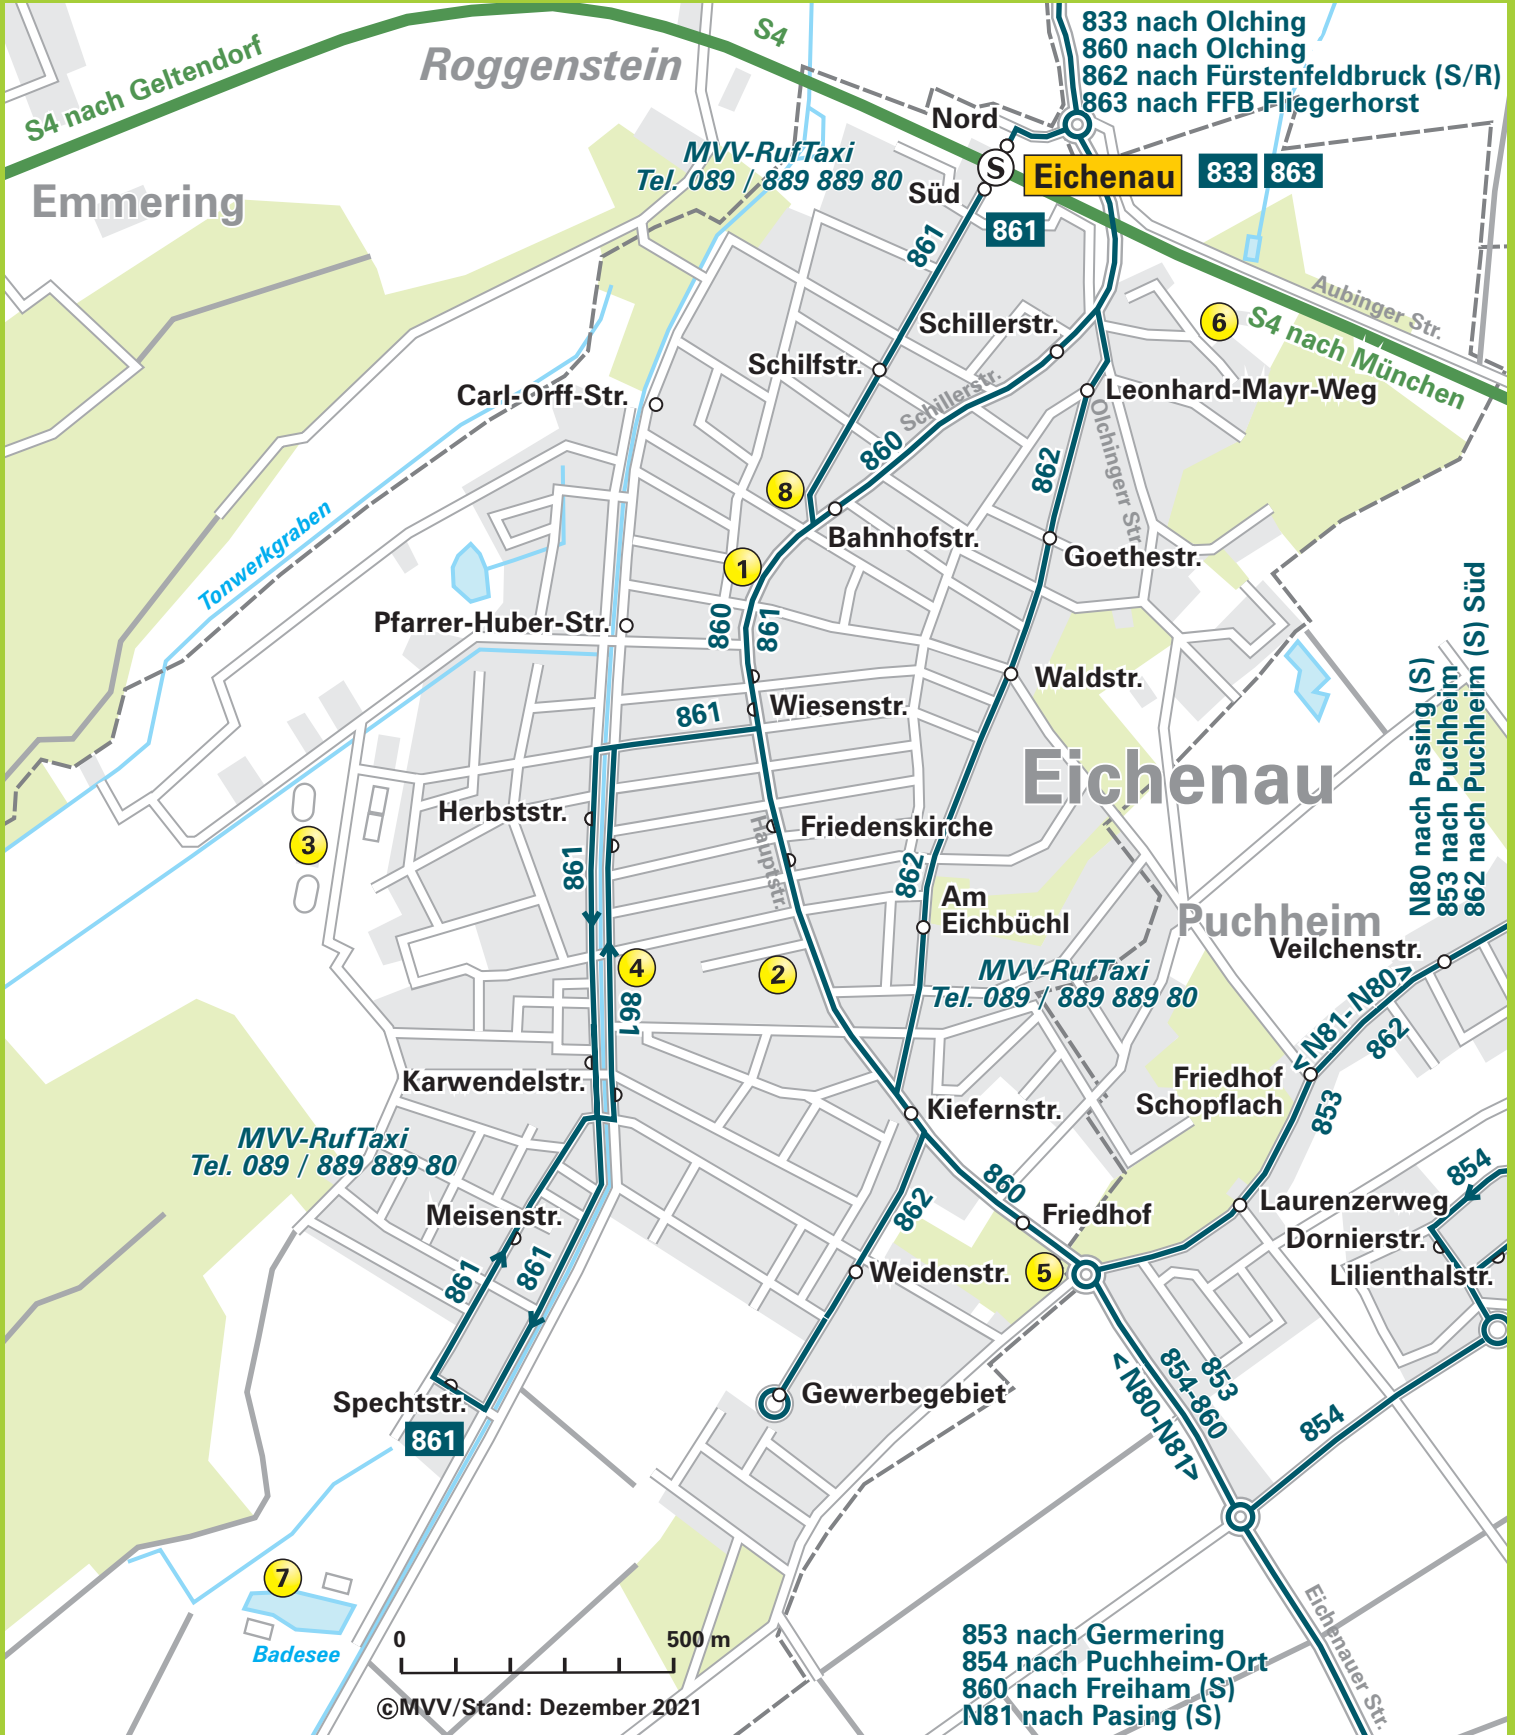 833 nach Olching
860 nach Olching
862 nach Fürstenfeldbruck (S/R)
863 nach FFB Fliegerhorst
S4
S4 nach Geltendorf
Roggenstein
Nord
MVV-RufTaxi
Tel. 089 / 889 889 80
S
Eichenau
833
863
Emmering
Süd
861
861
Aubinger Str.
6
S4 nach München
Schillerstr.
Schilfstr.
Schillerstr.
Leonhard-Mayr-Weg
Carl-Orff-Str.
Olchingerr Str.
860
862
8
Tonwerkgraben
Bahnhofstr.
Goethestr.
1
Pfarrer-Huber-Str.
860
861
Waldstr.
N80 nach Pasing (S)
853 nach Puchheim
862 nach Puchheim (S) Süd
861
Wiesenstr.
Eichenau
Herbststr.
Hauptstr.
Friedenskirche
3
861
862
Am
Eichbüchl
Puchheim
Veilchenstr.
4
2
MVV-RufTaxi
Tel. 089 / 889 889 80
861
<N81-N80>
862
Karwendelstr.
Friedhof
Schopflach
Kiefernstr.
853
MVV-RufTaxi
Tel. 089 / 889 889 80
860
854
Meisenstr.
862
Friedhof
Laurenzerweg
Dornierstr.
861
861
Weidenstr.
5
Lilienthalstr.
Spechtstr.
861
Gewerbegebiet
853
854-860
<N80-N81>
854
7
Badesee
Eichenauer Str.
0
500 m
©MVV/Stand: Dezember 2021
853 nach Germering
854 nach Puchheim-Ort
860 nach Freiham (S)
N81 nach Pasing (S)